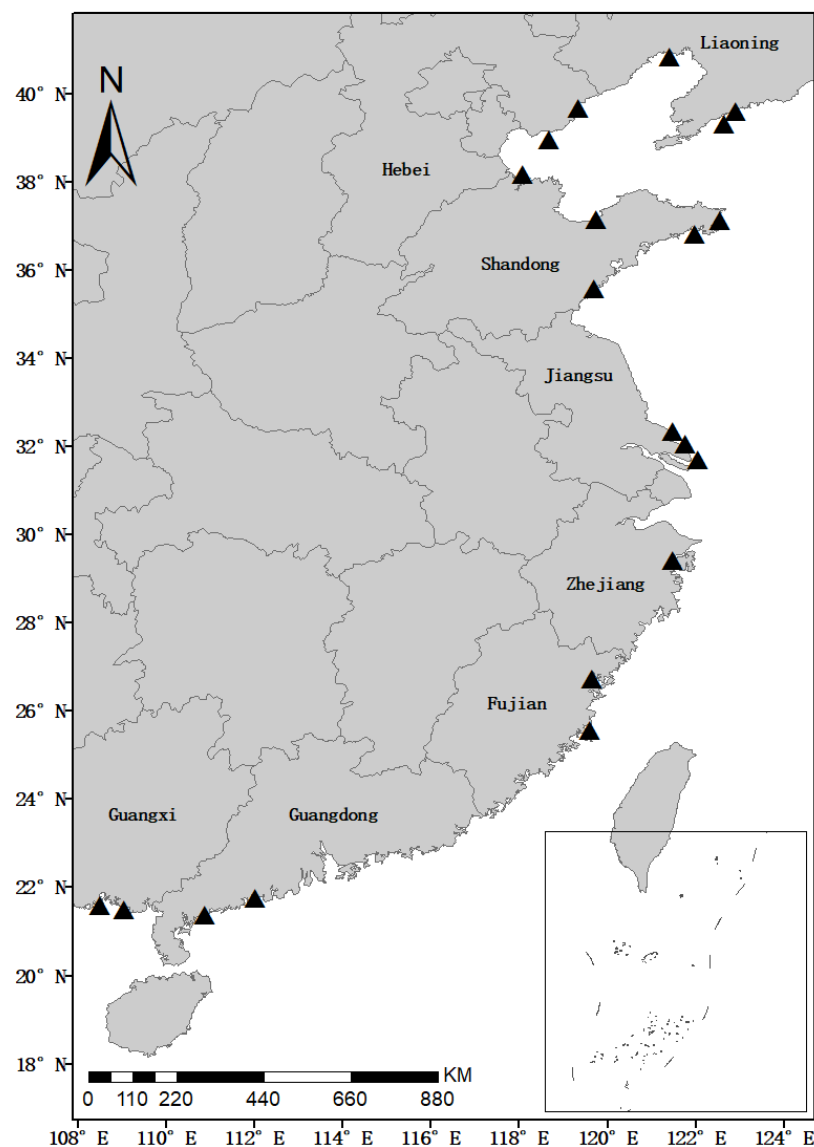 Liaoning
N
40° N
Hebei
38° N
Shandong
36° N
Jiangsu
34° N
32° N
30° N
Zhejiang
28° N
Fujian
26° N
24° N
Guangxi
Guangdong
22° N
20° N
18° N
KM
0 110 220 440 660 880
108° E 110° E 112° E 114° E 116° E 118° E 120° E 122° E 124° E